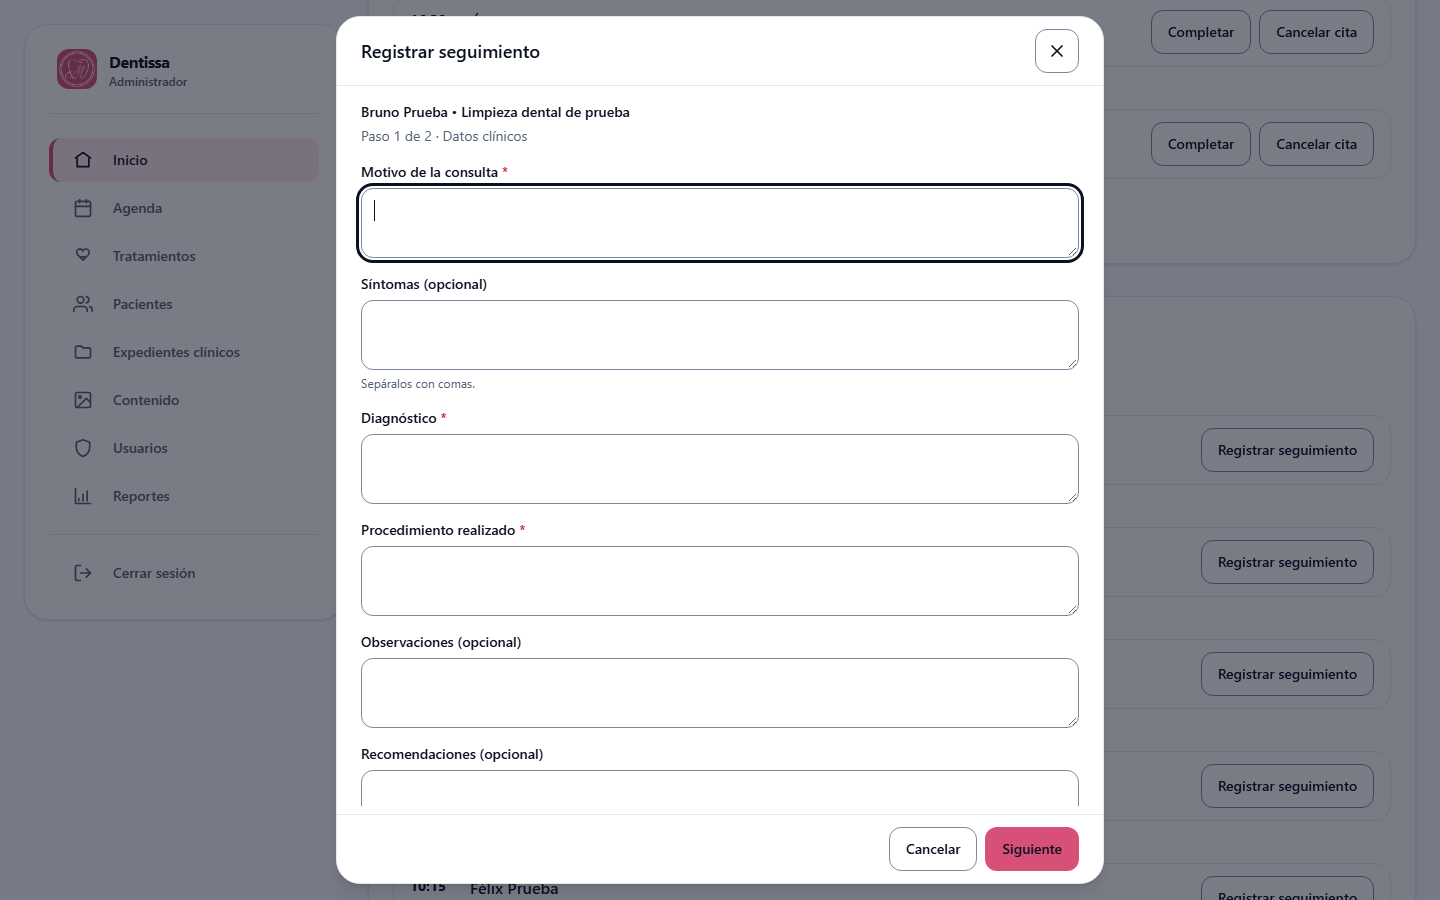 Dentissa
Administrador
Inicio
Agenda
Tratamientos
Pacientes
Expedientes clínicos
Contenido
Usuarios
Reportes
Cerrar sesión
Completar Cancelar cita
Completar Cancelar cita
Registrar seguimiento
Registrar seguimiento
Registrar seguimiento
Registrar seguimiento
Registrar seguimiento
10:15 Félix Prueba
Registrar seguimiento
Bruno Prueba • Limpieza dental de prueba
Paso 1 de 2 · Datos clínicos
Motivo de la consulta *
Síntomas (opcional)
Sepáralos con comas.
Diagnóstico *
Procedimiento realizado *
Observaciones (opcional)
Recomendaciones (opcional)
Cancelar Siguiente